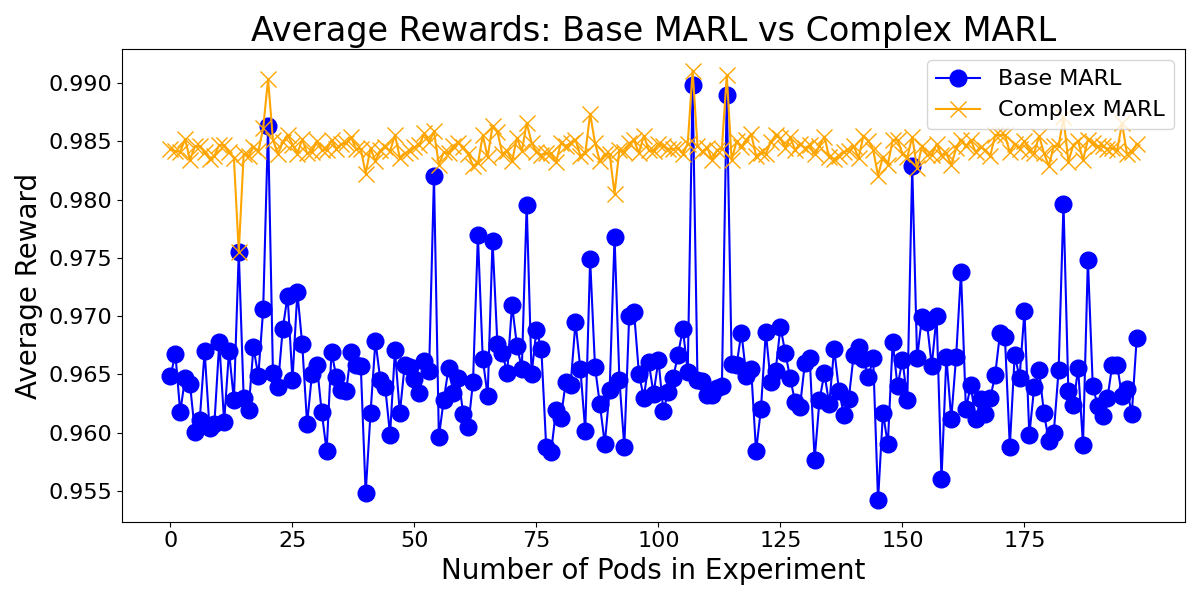 Average Rewards: Base MARL vs Complex MARL
Base MARL
Complex MARL
Average Reward
0.990
0.985
0.980
0.975
0.970
0.965
0.960
0.955
0 25 50 75 100 125 150 175
Number of Pods in Experiment